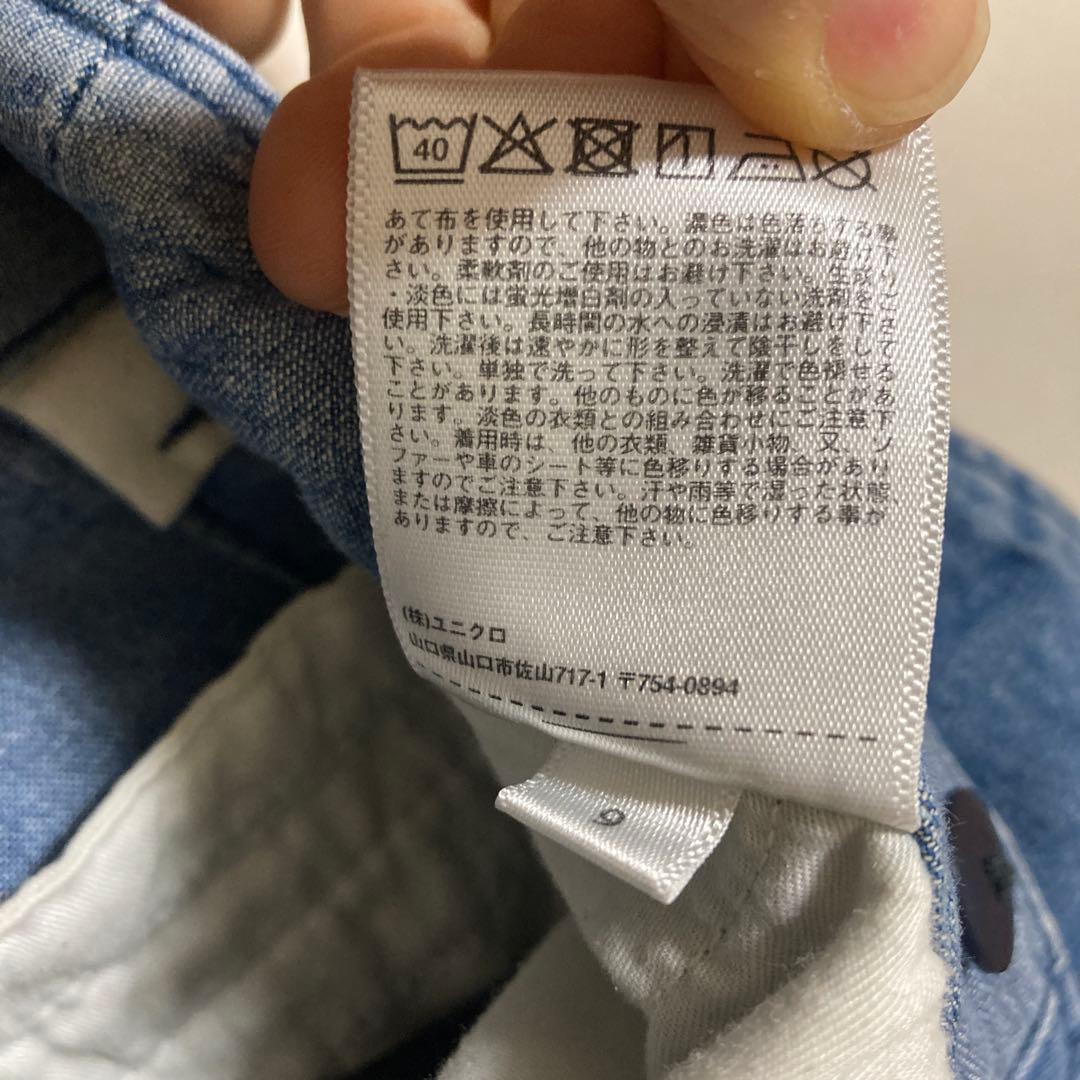 40
あて布を使用して下さい。濃色は色落ちする事
がありますので、他の物とのお洗濯はお避け下
さい。柔軟剤のご使用はお避け下さい。生成り
・淡色には蛍光増白剤の入っていない洗剤をご
使用下さい。長時間の水への浸漬はお避け下さ
い。洗濯後は速やかに形を整えて陰干しをして
下さい。単独で洗って下さい。洗濯で色褪せる
ことがあります。他のものに色が移ることがあ
ります。淡色の衣類との組み合わせにご注意下
さい。着用時は、他の衣類、雑貨小物、又ソ
ファーや車のシート等に色移りする場合があり
ますのでご注意下さい。汗や雨等で湿った状態
または摩擦によって、他の物に色移りする事が
ありますので、ご注意下さい。
(株)ユニクロ
山口県山口市佐山717-1 〒754-0894
9